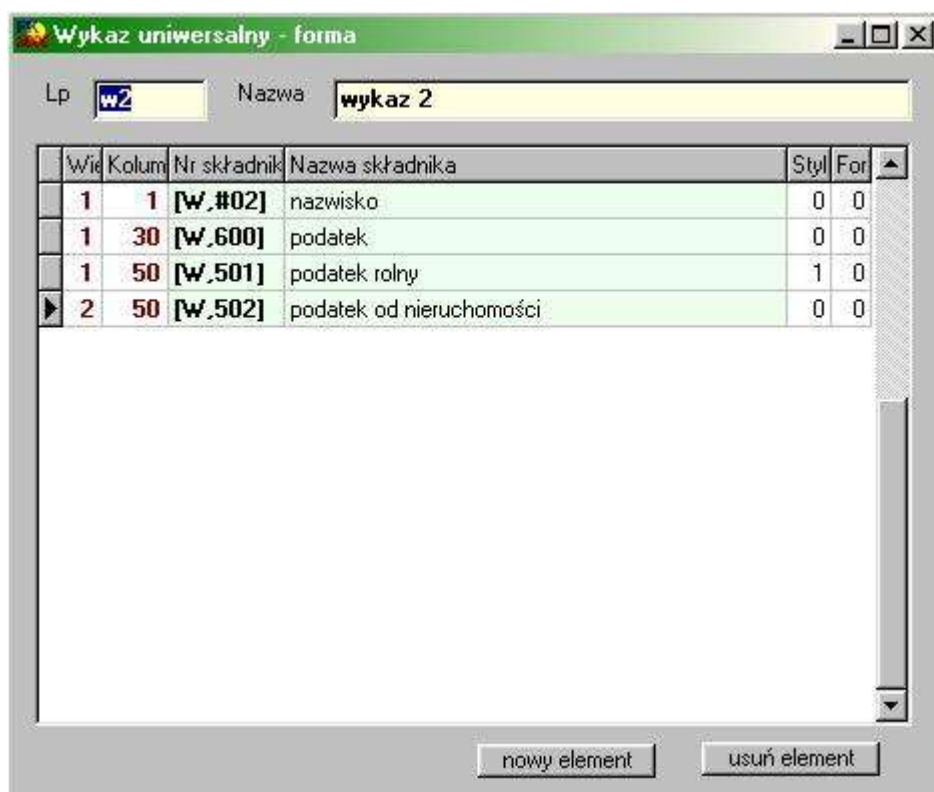 Wykaz uniwersalny - forma
Lp w2 Nazwa wykaz 2
Wie Kolum Nr składnik Nazwa składnika Styl For
1 1 [W,#02] nazwisko 0 0
1 30 [W,600] podatek 0 0
1 50 [W,501] podatek rolny 1 0
2 50 [W,502] podatek od nieruchomości 0 0
nowy element usuń element